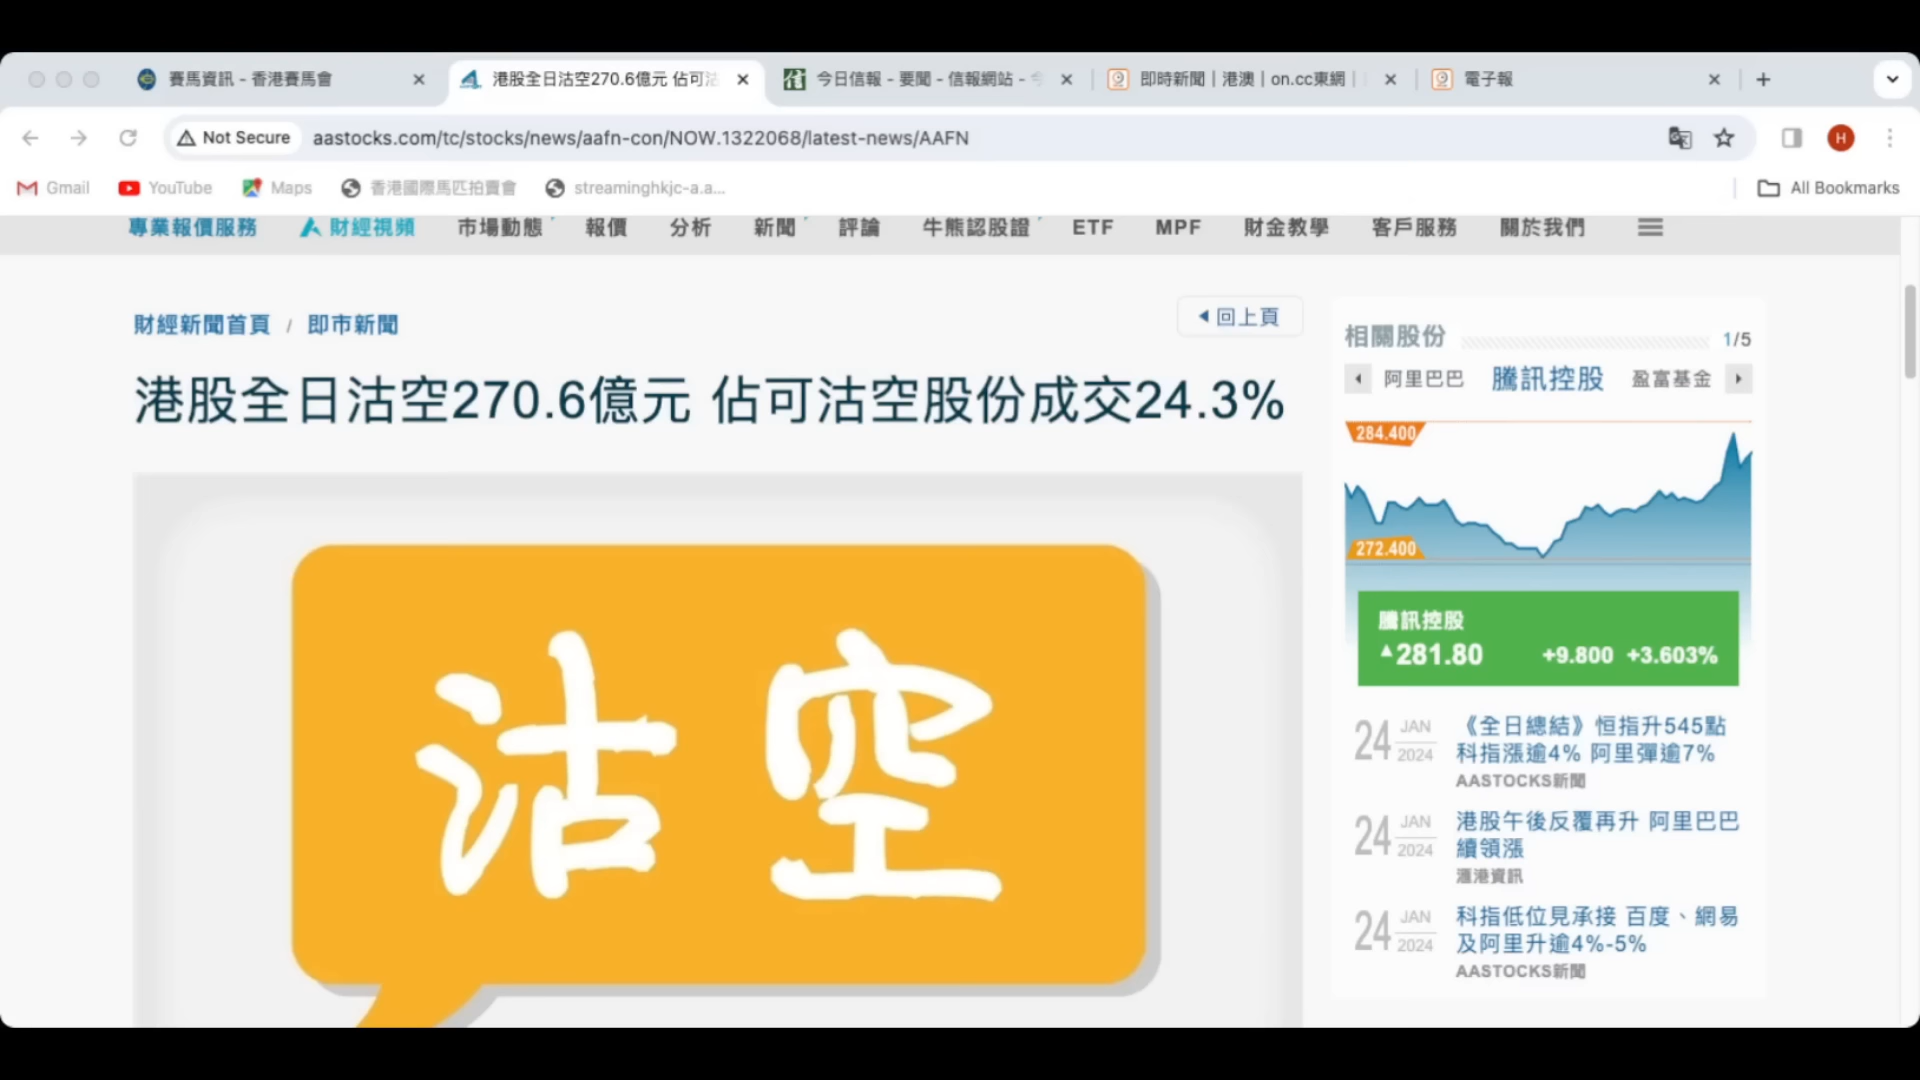 賽馬資訊 - 香港賽馬會
港股全日沽空270.6億元 佔可沽
今日信報 - 要聞 - 信報網站 -
即時新聞 | 港澳 | on.cc東網 |
電子報
Not Secure
aastocks.com/tc/stocks/news/aafn-con/NOW.1322068/latest-news/AAFN
H
Gmail
YouTube
Maps
香港國際馬匹拍賣會
streaminghkjc-a.a...
All Bookmarks
專業報價服務
財經視頻
市場動態
報價
分析
新聞
評論
牛熊認股證
ETF
MPF
財金教學
客戶服務
關於我們
財經新聞首頁 / 即市新聞
回上頁
港股全日沽空270.6億元 佔可沽空股份成交24.3%
沽空
相關股份
1/5
阿里巴巴
騰訊控股
盈富基金
284.400
272.400
騰訊控股
▲281.80 +9.800 +3.603%
24 JAN 2024
《全日總結》恒指升545點
科指漲逾4% 阿里彈逾7%
AASTOCKS新聞
24 JAN 2024
港股午後反覆再升 阿里巴巴
續領漲
滙港資訊
24 JAN 2024
科指低位見承接 百度、網易
及阿里升逾4%-5%
AASTOCKS新聞